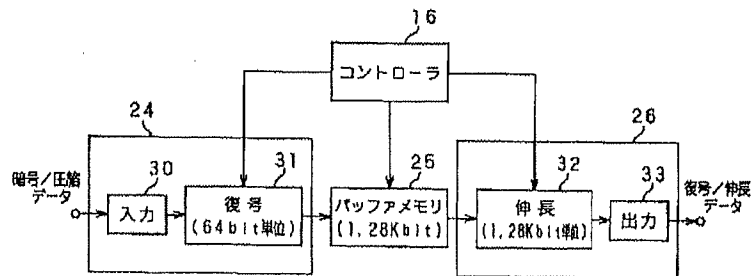 16
コントローラ
24
26
暗号/圧縮
データ
30
入力
31
復号
(64bit単位)
25
バッファメモリ
(1,28Kbit)
32
伸長
(1,28Kbit単位)
33
出力
復号/伸長
データ